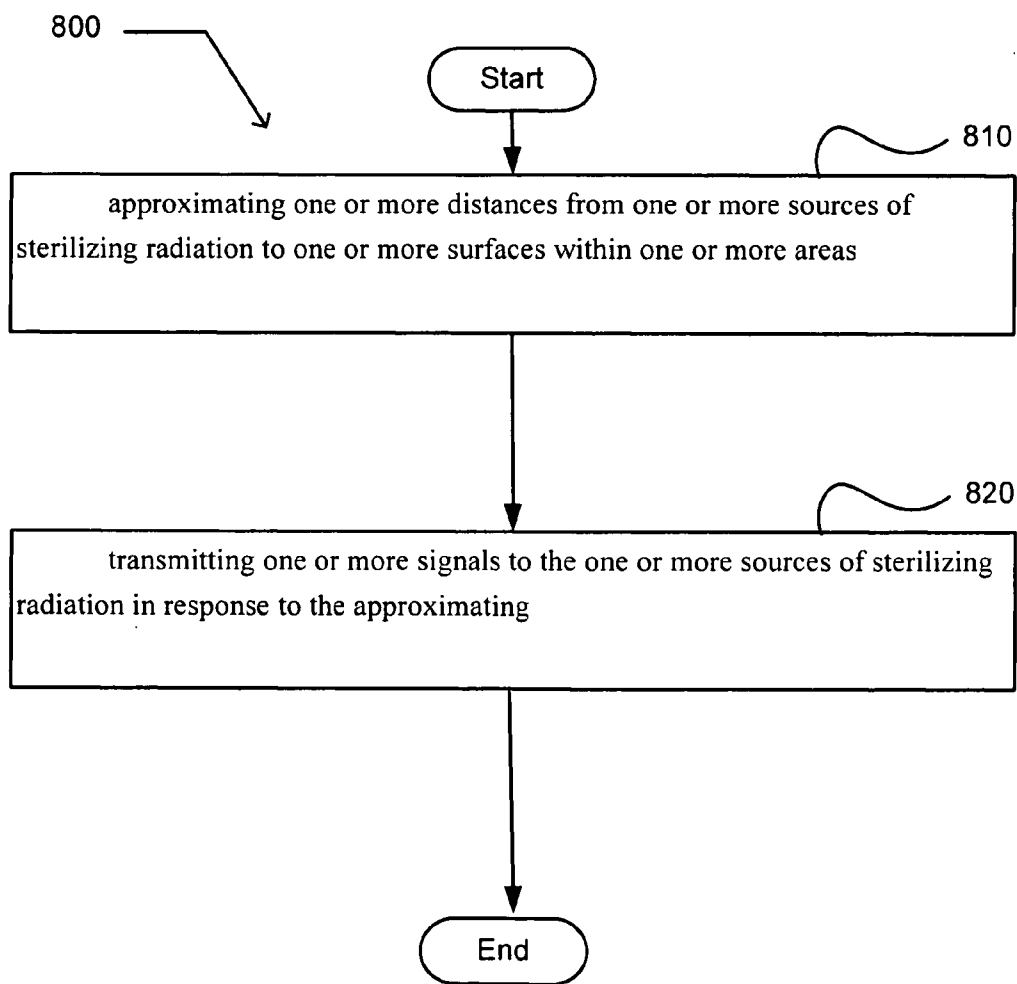 800
Start
810
approximating one or more distances from one or more sources of
sterilizing radiation to one or more surfaces within one or more areas
820
transmitting one or more signals to the one or more sources of sterilizing
radiation in response to the approximating
End